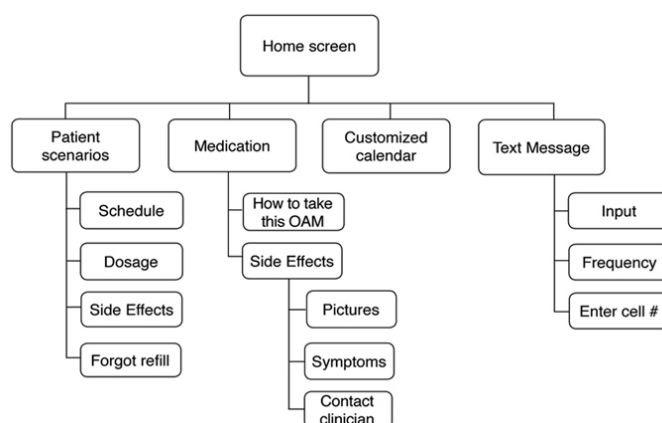 Home screen
Patient
scenarios
Medication
Customized
calendar
Text Message
Schedule
Dosage
Side Effects
Forgot refill
How to take
this OAM
Side Effects
Pictures
Symptoms
Contact
clinician
Input
Frequency
Enter cell #